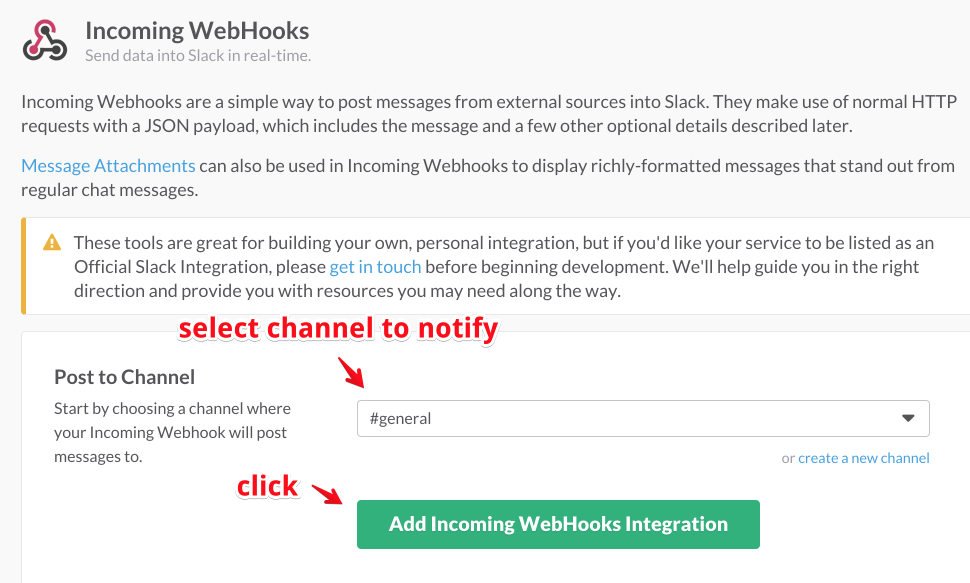 Incoming WebHooks
Send data into Slack in real-time.
Incoming Webhooks are a simple way to post messages from external sources into Slack. They make use of normal HTTP
requests with a JSON payload, which includes the message and a few other optional details described later.
Message Attachments can also be used in Incoming Webhooks to display richly-formatted messages that stand out from
regular chat messages.
These tools are great for building your own, personal integration, but if you'd like your service to be listed as an
Official Slack Integration, please get in touch before beginning development. We'll help guide you in the right
direction and provide you with resources you may need along the way.
select channel to notify
Post to Channel
Start by choosing a channel where
your Incoming Webhook will post
messages to.
#general
or create a new channel
click
Add Incoming WebHooks Integration